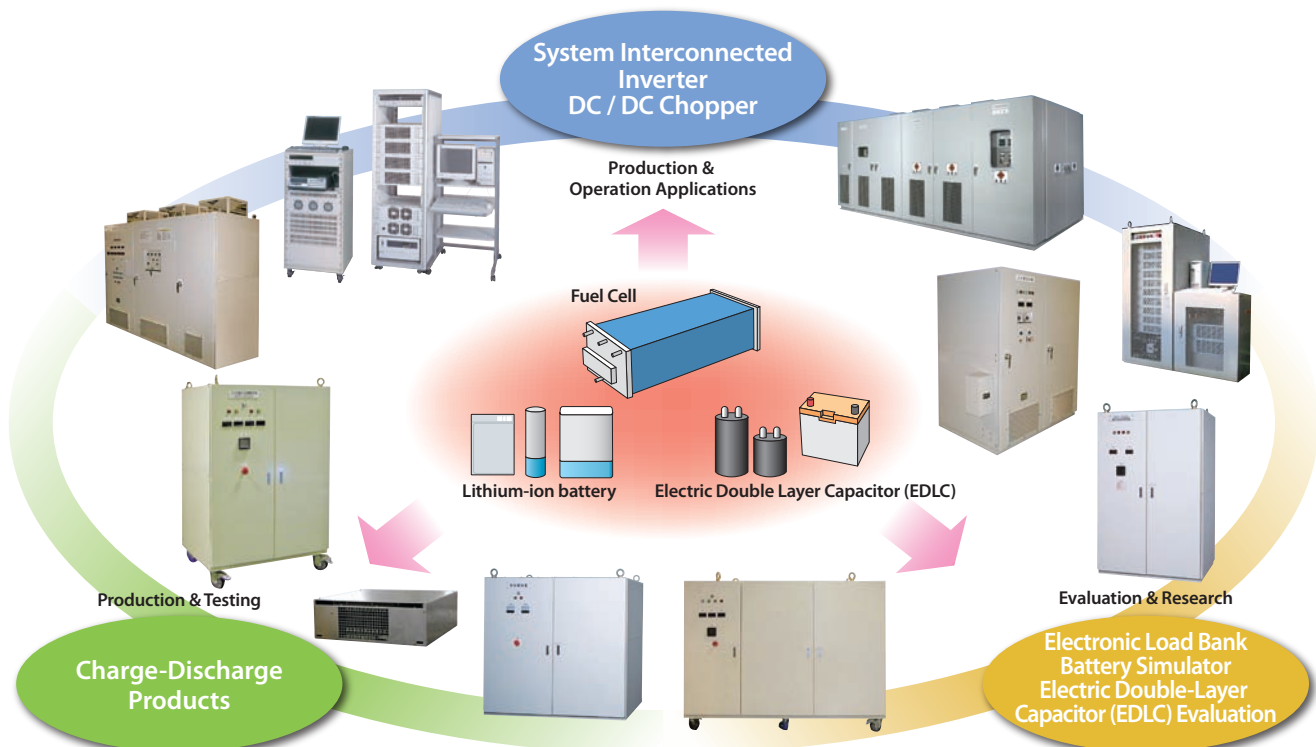 System Interconnected
Inverter
DC / DC Chopper
Production &
Operation Applications
Fuel Cell
Lithium-ion battery
Electric Double Layer Capacitor (EDLC)
Production & Testing
Evaluation & Research
Charge-Discharge
Products
Electronic Load Bank
Battery Simulator
Electric Double-Layer
Capacitor (EDLC) Evaluation